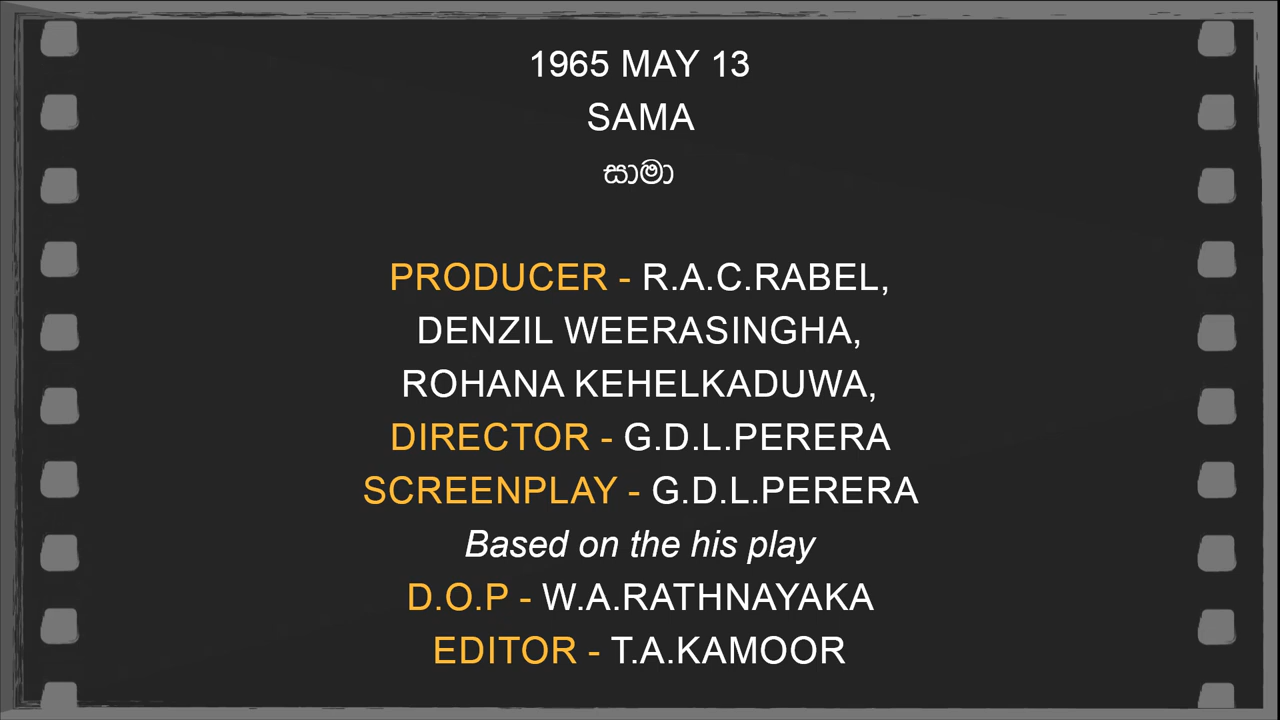 1965 MAY 13
SAMA
සාමා
PRODUCER - R.A.C.RABEL,
DENZIL WEERASINGHA,
ROHANA KEHELKADUWA,
DIRECTOR - G.D.L.PERERA
SCREENPLAY - G.D.L.PERERA
Based on the his play
D.O.P - W.A.RATHNAYAKA
EDITOR - T.A.KAMOOR